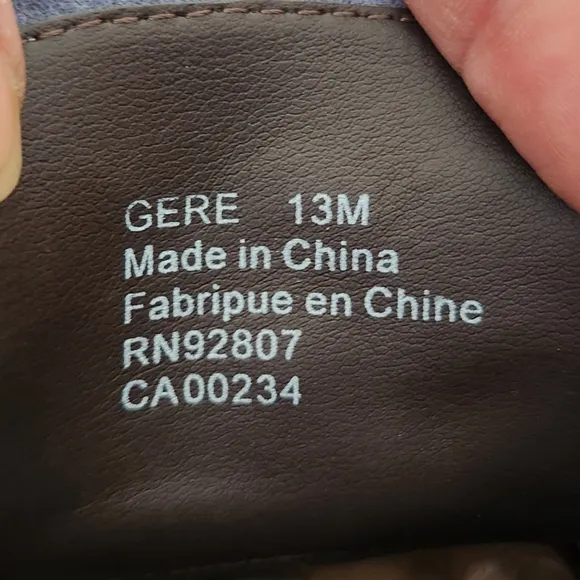 GERE 13M
Made in China
Fabripue en Chine
RN92807
CA00234